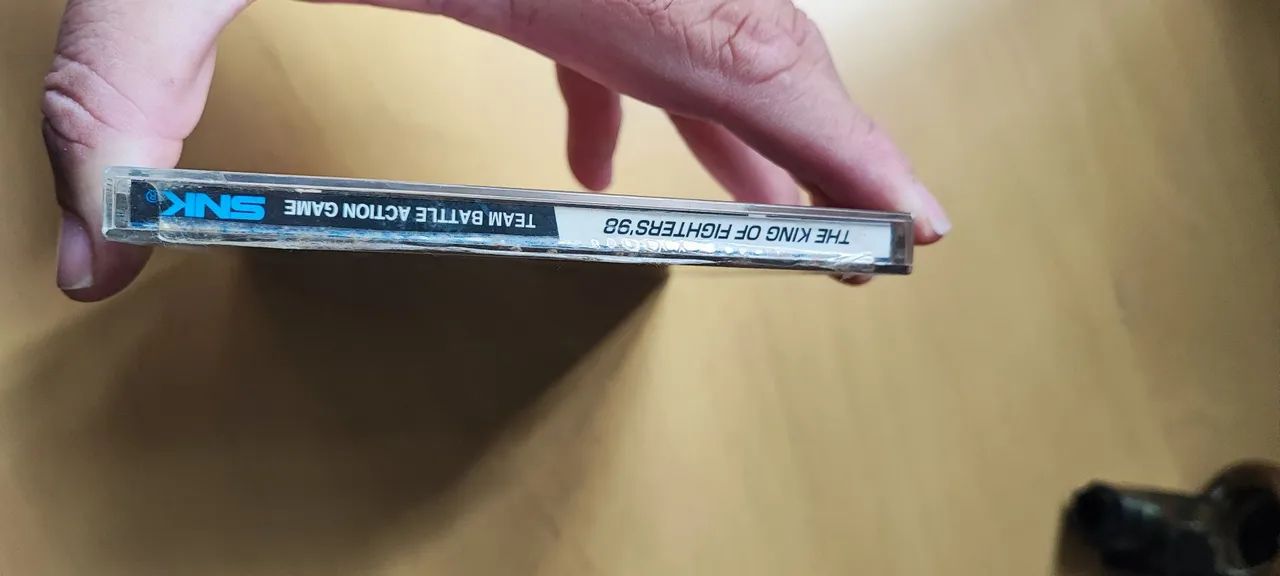 THE KING OF FIGHTERS'98 TEAM BATTLE ACTION GAME SNK®